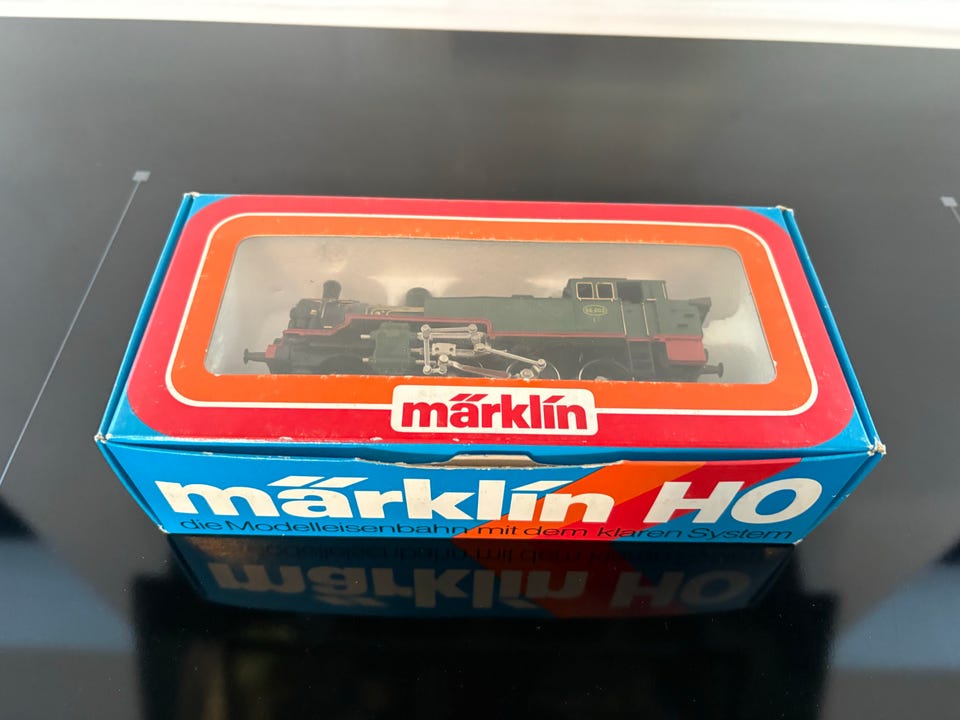 märklin
märklin HO
die Modelleisenbahn mit dem klaren System